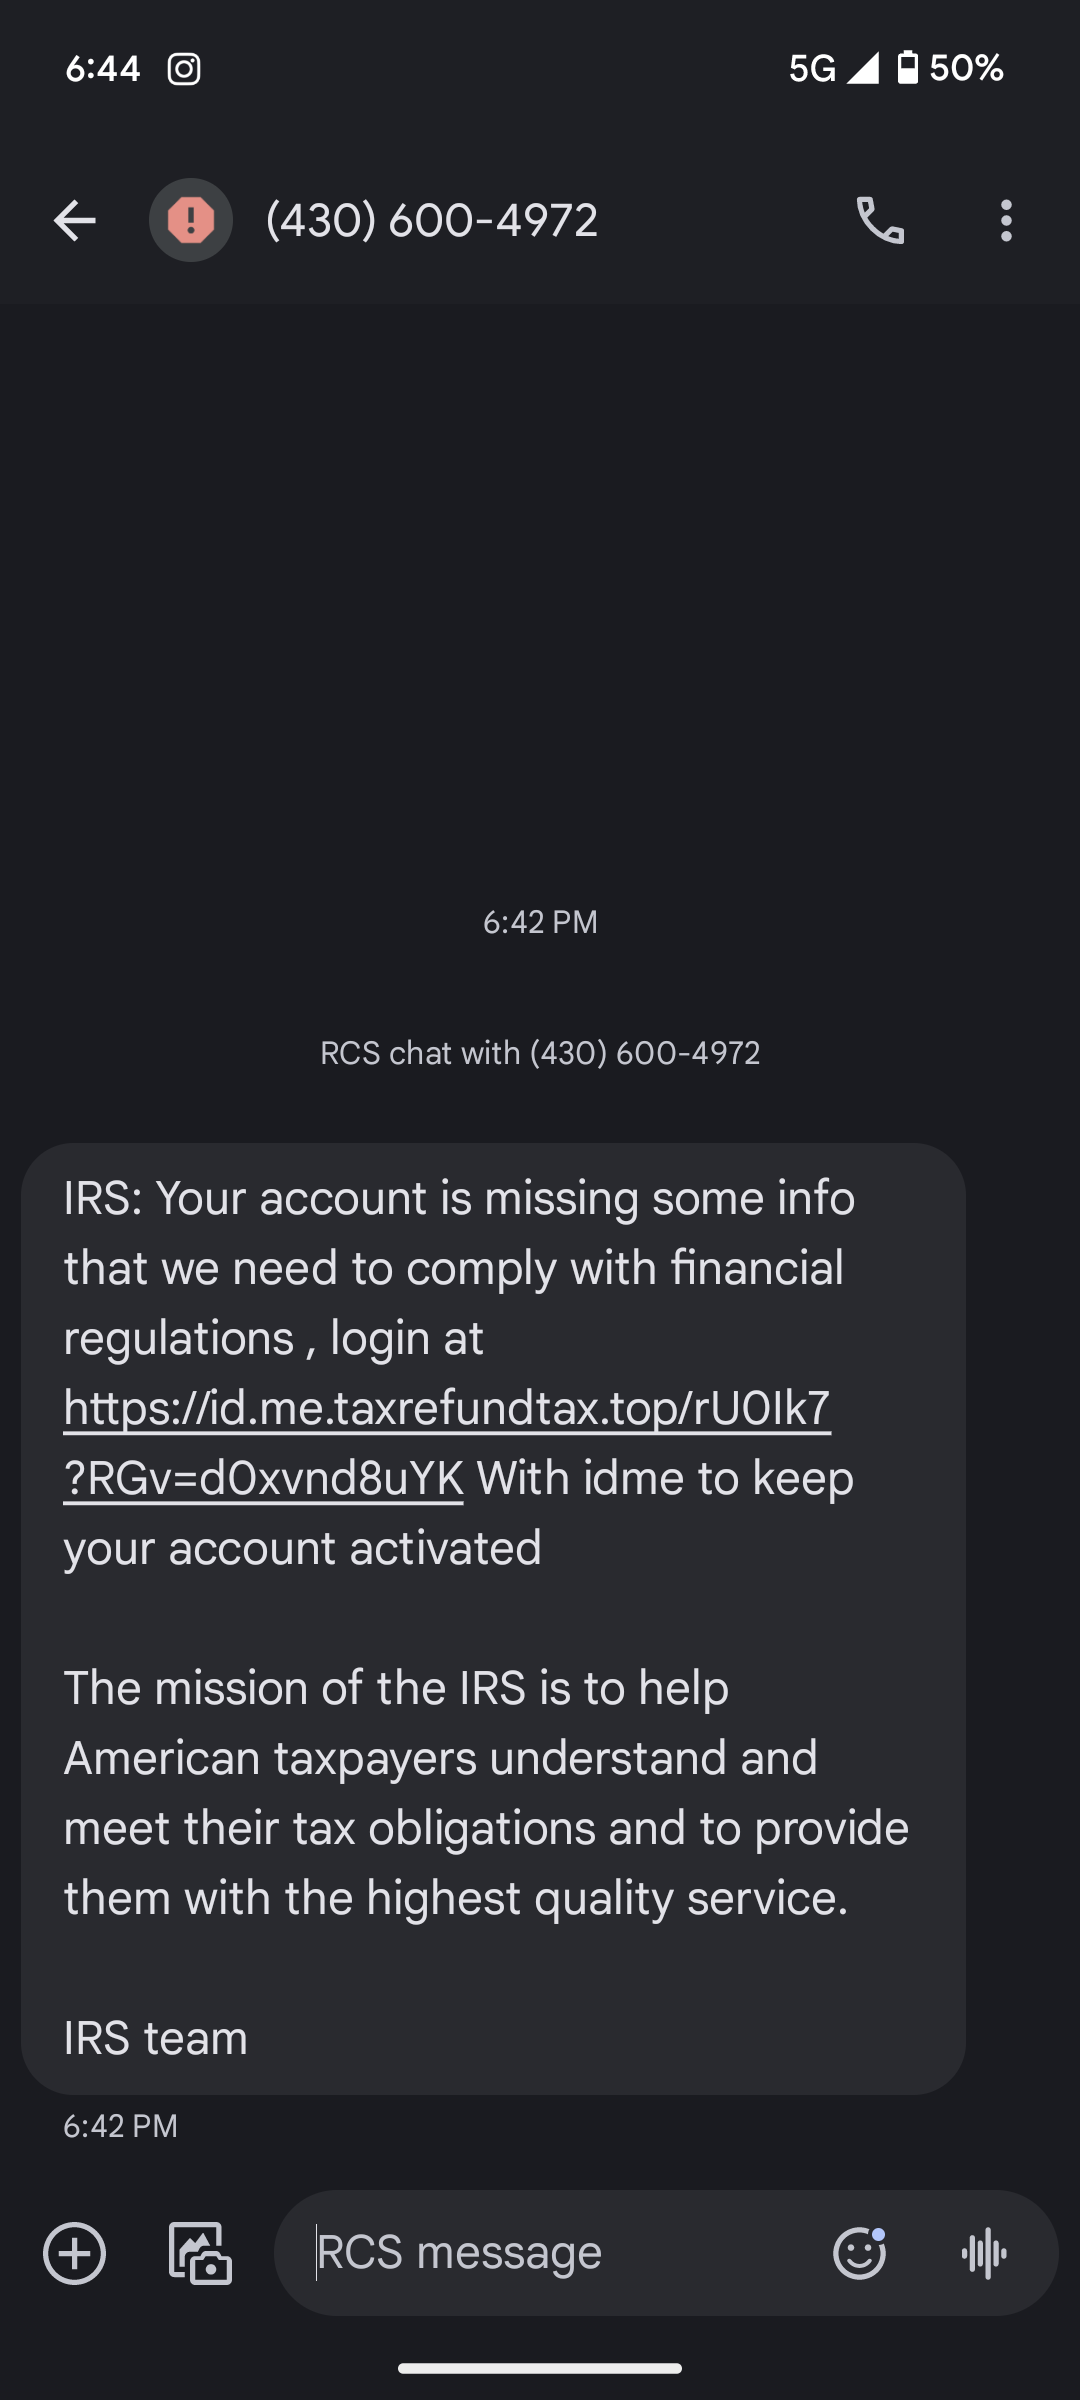 6:44 5G 50%
(430) 600-4972
6:42 PM
RCS chat with (430) 600-4972
IRS: Your account is missing some info
that we need to comply with financial
regulations , login at
https://id.me.taxrefundtax.top/rU0Ik7
?RGv=d0xvnd8uYK With idme to keep
your account activated
The mission of the IRS is to help
American taxpayers understand and
meet their tax obligations and to provide
them with the highest quality service.
IRS team
6:42 PM
RCS message